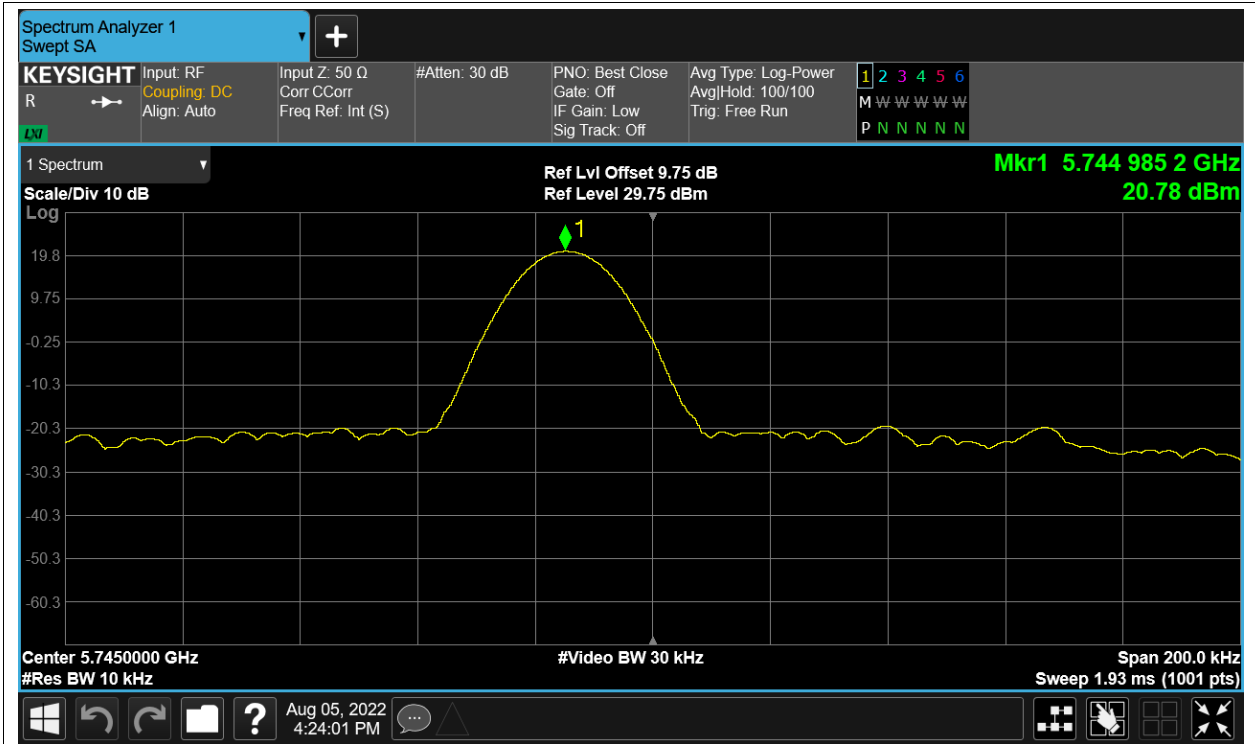 Spectrum Analyzer 1
Swept SA
KEYSIGHT
R
LXI
Input: RF
Coupling: DC
Align: Auto
Input Z: 50 Ω
Corr CCorr
Freq Ref: Int (S)
#Atten: 30 dB
PNO: Best Close
Gate: Off
IF Gain: Low
Sig Track: Off
Avg Type: Log-Power
Avg|Hold: 100/100
Trig: Free Run
1 2 3 4 5 6
M W W W W W
P N N N N N
1 Spectrum
Scale/Div 10 dB
Log
Ref Lvl Offset 9.75 dB
Ref Level 29.75 dBm
Mkr1 5.744 985 2 GHz
20.78 dBm
1
19.8
9.75
-0.25
-10.3
-20.3
-30.3
-40.3
-50.3
-60.3
Center 5.7450000 GHz
#Res BW 10 kHz
#Video BW 30 kHz
Span 200.0 kHz
Sweep 1.93 ms (1001 pts)
?
Aug 05, 2022
4:24:01 PM